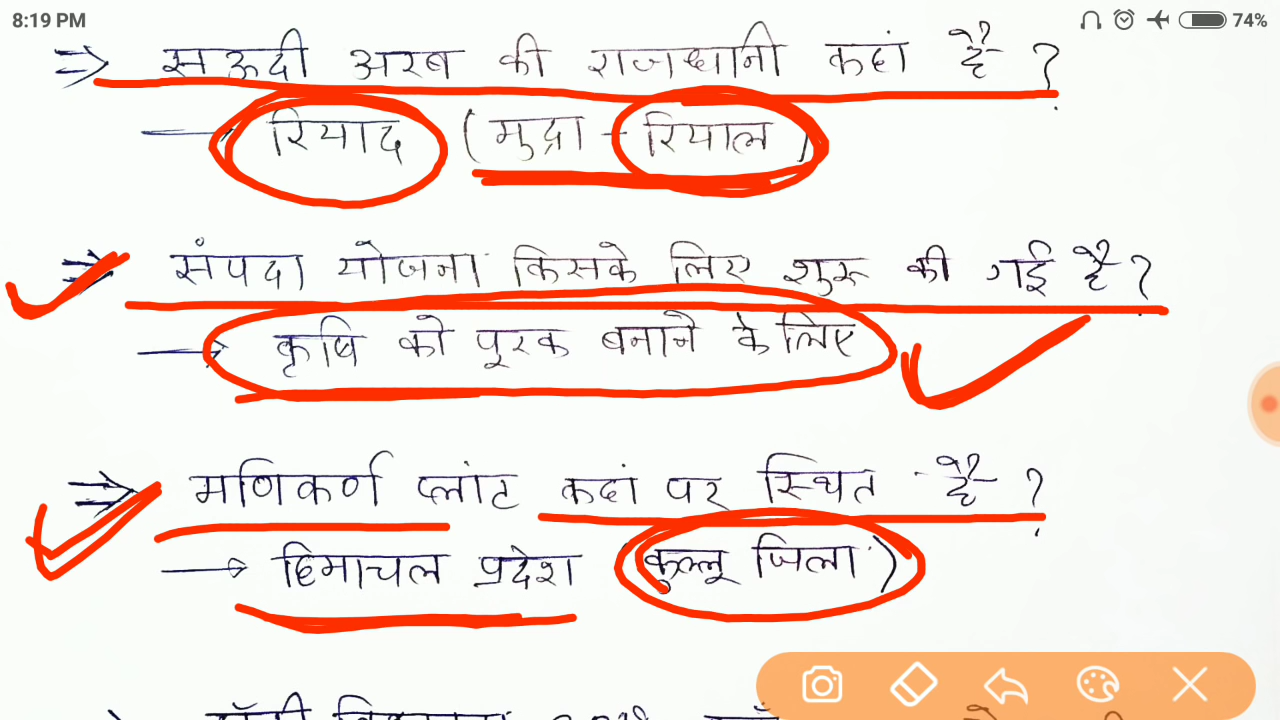 8:19 PM 74%
⇒ सऊदी अरब की राजधानी कहां है ?
→ रियाद (मुद्रा - रियाल)
⇒ संपदा योजना किसके लिए शुरू की गई है ?
→ कृषि को पूरक बनाने के लिए
⇒ मणिकर्ण प्लांट कहां पर स्थित है ?
→ हिमाचल प्रदेश (कुल्लू जिला)